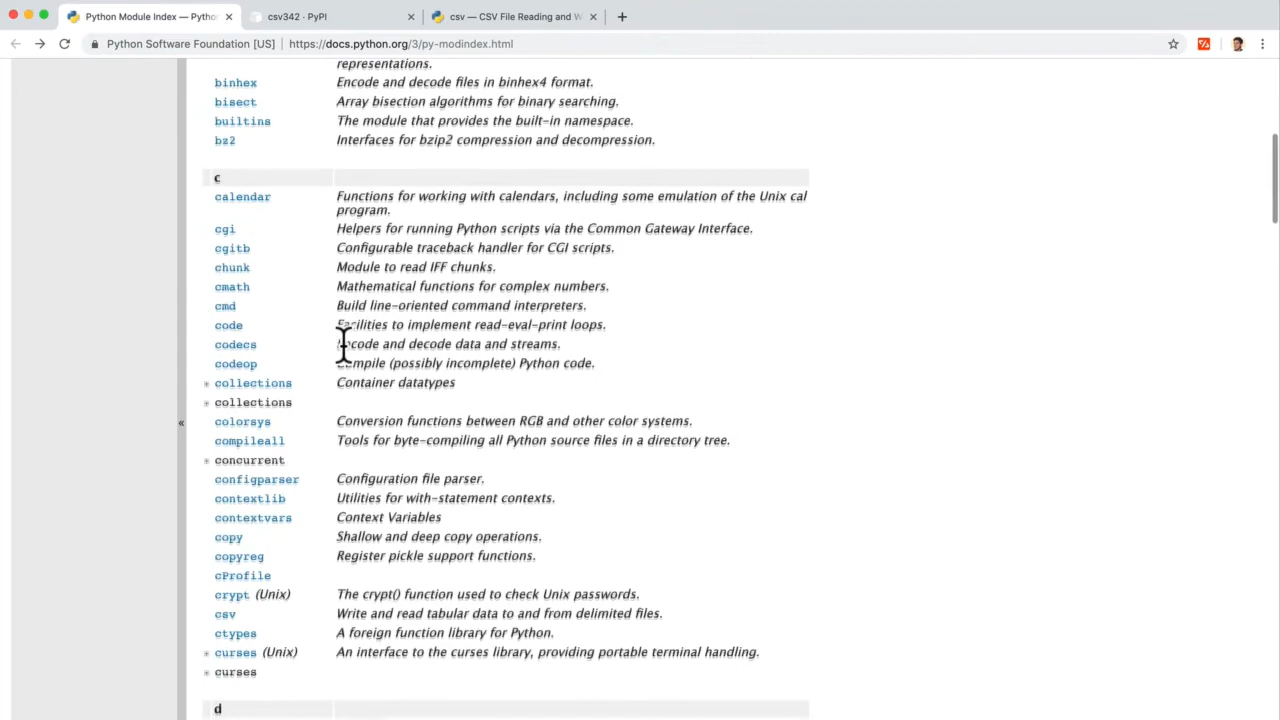 Python Module Index — Pytho
csv342 · PyPI
csv — CSV File Reading and W
Python Software Foundation [US] | https://docs.python.org/3/py-modindex.html
representations.
binhex Encode and decode files in binhex4 format.
bisect Array bisection algorithms for binary searching.
builtins The module that provides the built-in namespace.
bz2 Interfaces for bzip2 compression and decompression.
c
calendar Functions for working with calendars, including some emulation of the Unix cal
program.
cgi Helpers for running Python scripts via the Common Gateway Interface.
cgitb Configurable traceback handler for CGI scripts.
chunk Module to read IFF chunks.
cmath Mathematical functions for complex numbers.
cmd Build line-oriented command interpreters.
code Facilities to implement read-eval-print loops.
codecs Encode and decode data and streams.
codeop Compile (possibly incomplete) Python code.
collections Container datatypes
collections
colorsys Conversion functions between RGB and other color systems.
compileall Tools for byte-compiling all Python source files in a directory tree.
concurrent
«
configparser Configuration file parser.
contextlib Utilities for with-statement contexts.
contextvars Context Variables
copy Shallow and deep copy operations.
copyreg Register pickle support functions.
cProfile
crypt (Unix) The crypt() function used to check Unix passwords.
csv Write and read tabular data to and from delimited files.
ctypes A foreign function library for Python.
curses (Unix) An interface to the curses library, providing portable terminal handling.
curses
d